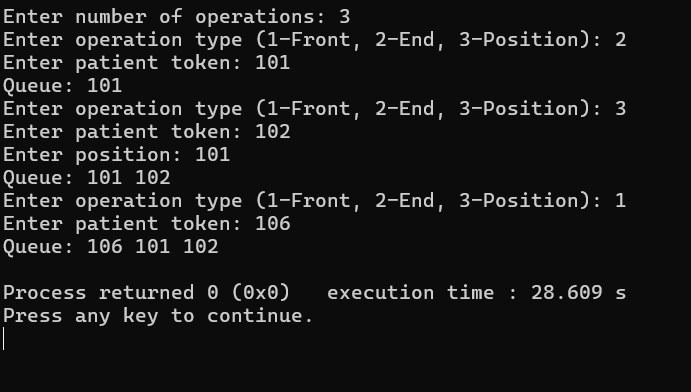 Enter number of operations: 3
Enter operation type (1-Front, 2-End, 3-Position): 2
Enter patient token: 101
Queue: 101
Enter operation type (1-Front, 2-End, 3-Position): 3
Enter patient token: 102
Enter position: 101
Queue: 101 102
Enter operation type (1-Front, 2-End, 3-Position): 1
Enter patient token: 106
Queue: 106 101 102

Process returned 0 (0x0)   execution time : 28.609 s
Press any key to continue.